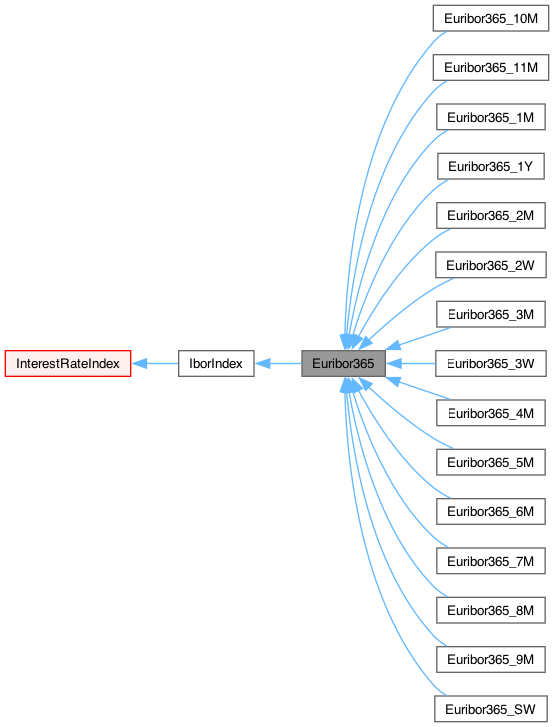 Euribor365_10M
Euribor365_11M
Euribor365_1M
Euribor365_1Y
Euribor365_2M
Euribor365_2W
Euribor365_3M
InterestRateIndex
IborIndex
Euribor365
Euribor365_3W
Euribor365_4M
Euribor365_5M
Euribor365_6M
Euribor365_7M
Euribor365_8M
Euribor365_9M
Euribor365_SW